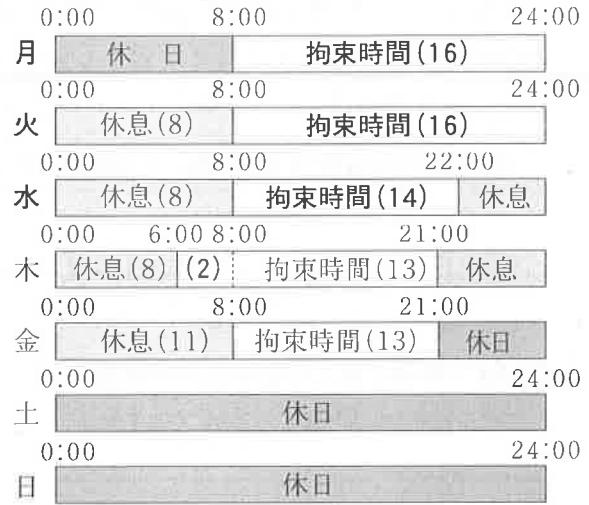 0:00 8:00 24:00
月 休 日 拘束時間(16)
0:00 8:00 24:00
火 休息(8) 拘束時間(16)
0:00 8:00 22:00
水 休息(8) 拘束時間(14) 休息
0:00 6:00 8:00 21:00
木 休息(8) (2) 拘束時間(13) 休息
0:00 8:00 21:00
金 休息(11) 拘束時間(13) 休日
0:00 24:00
土 休日
0:00 24:00
日 休日